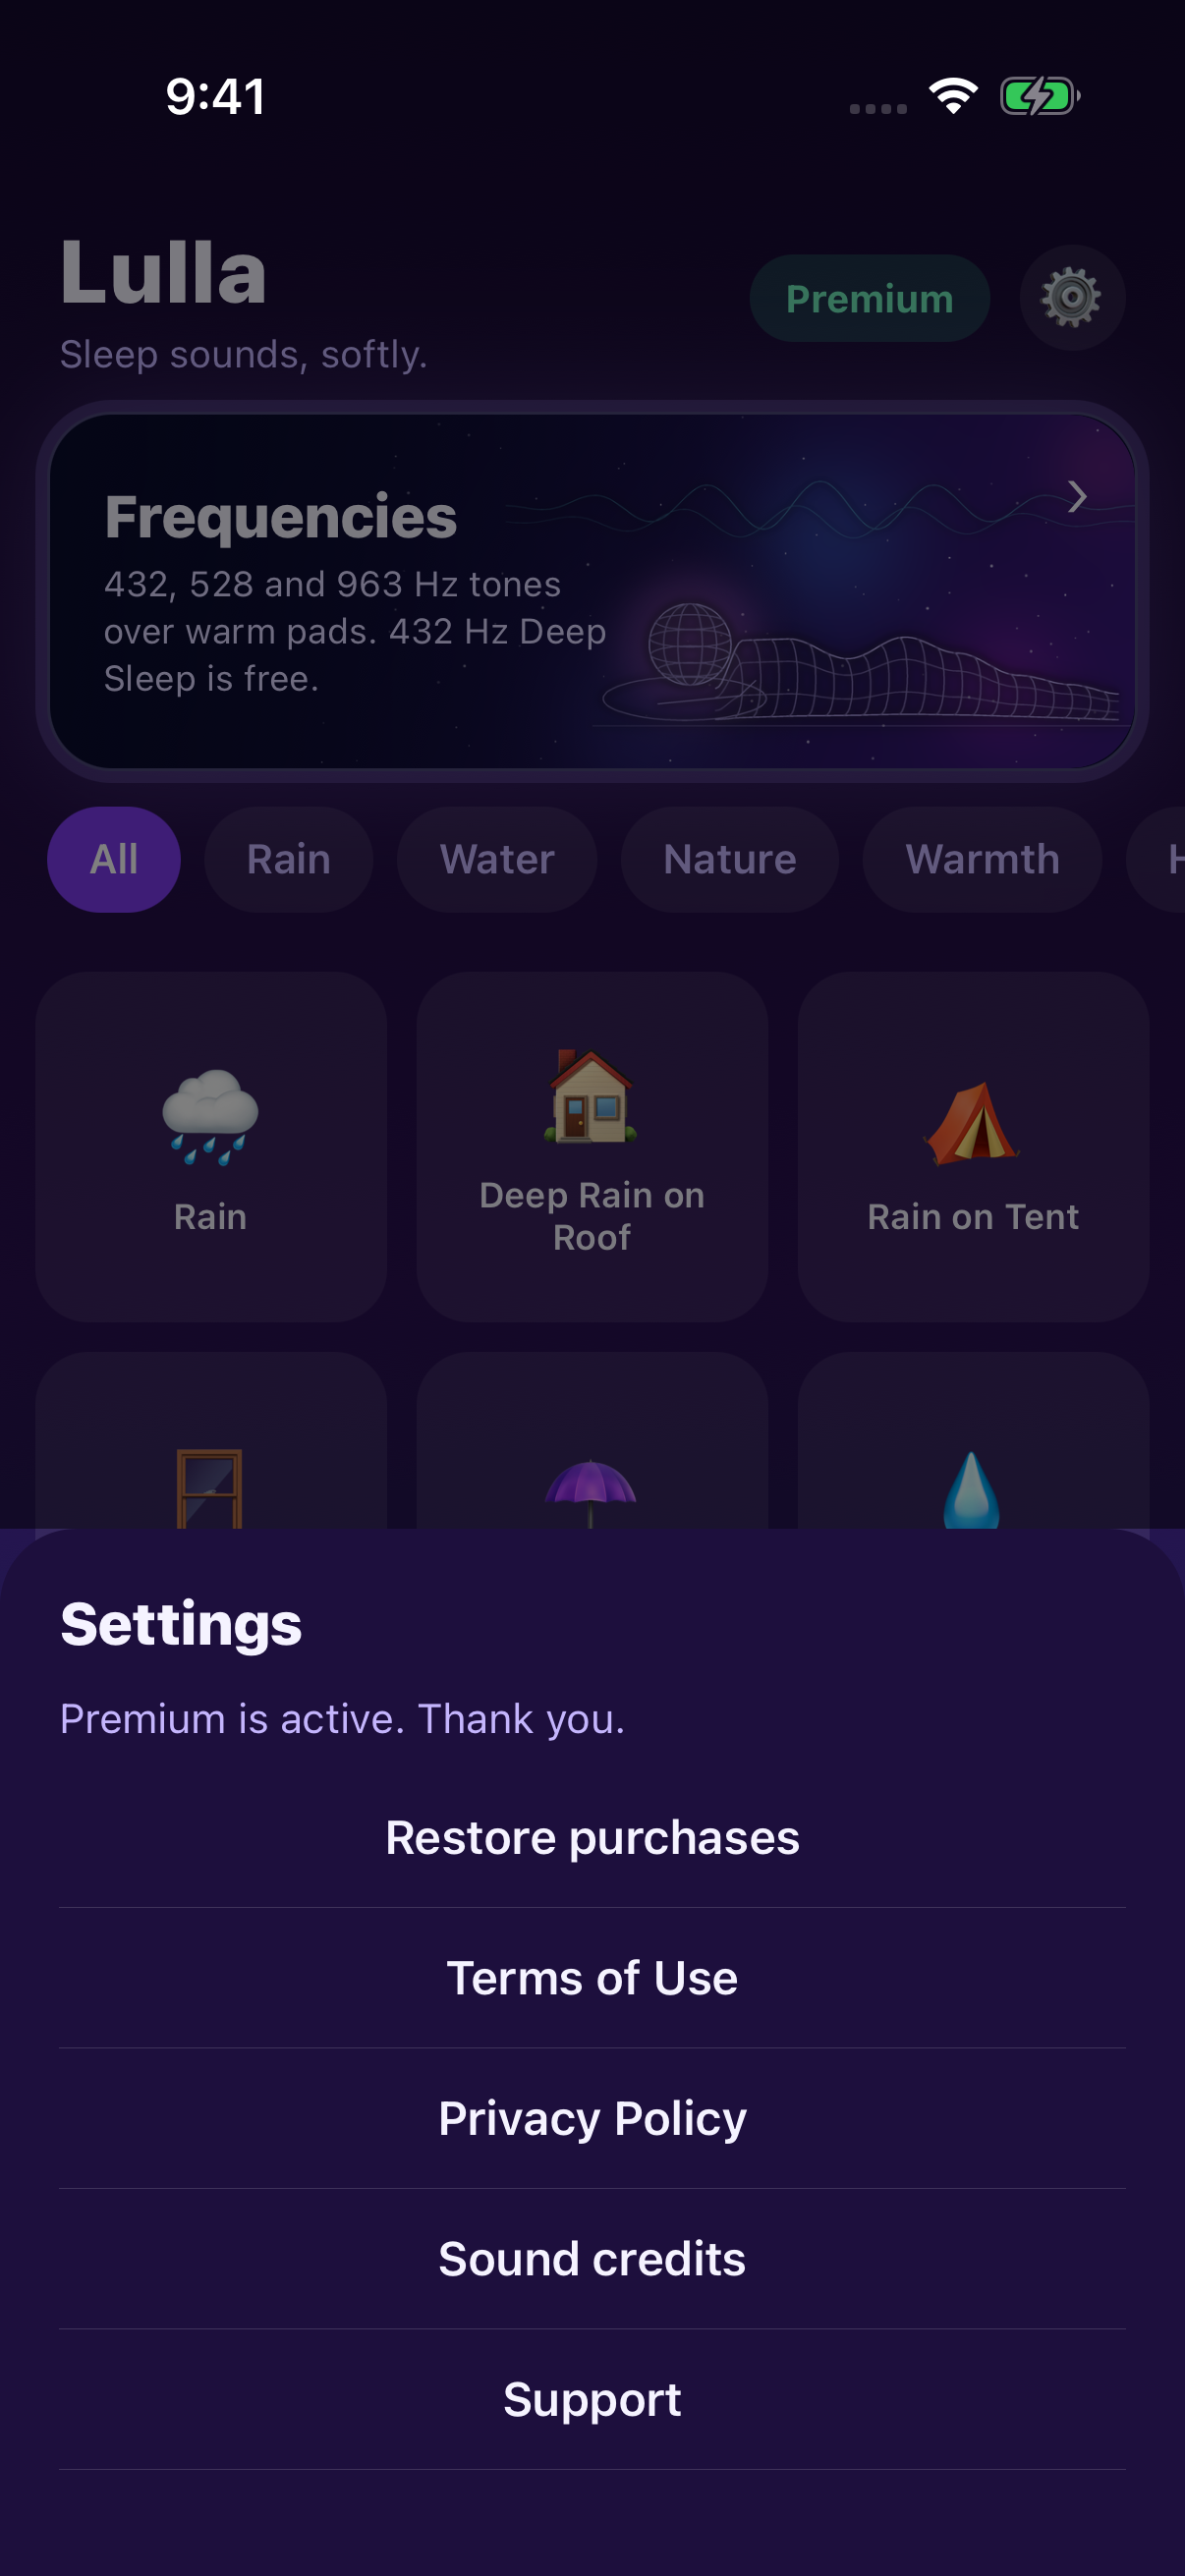 9:41
Lulla
Sleep sounds, softly.
Premium
Frequencies
432, 528 and 963 Hz tones
over warm pads. 432 Hz Deep
Sleep is free.
All
Rain
Water
Nature
Warmth
Rain
Deep Rain on
Roof
Rain on Tent
Settings
Premium is active. Thank you.
Restore purchases
Terms of Use
Privacy Policy
Sound credits
Support